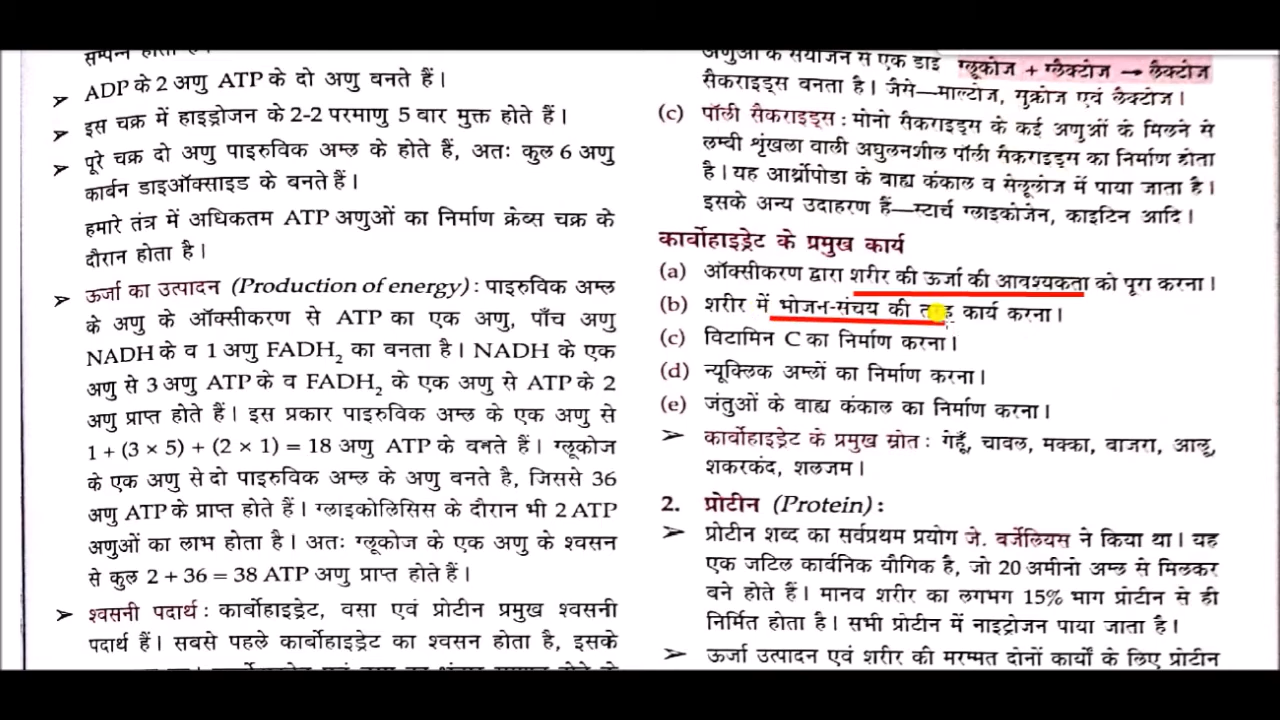 सम्पन्न होता है।
➢ ADP के 2 अणु ATP के दो अणु बनते हैं।
➢ इस चक्र में हाइड्रोजन के 2-2 परमाणु 5 बार मुक्त होते हैं।
➢ पूरे चक्र दो अणु पाइरुविक अम्ल के होते हैं, अतः कुल 6 अणु
कार्बन डाइऑक्साइड के बनते हैं।
हमारे तंत्र में अधिकतम ATP अणुओं का निर्माण क्रेब्स चक्र के
दौरान होता है।
➢ ऊर्जा का उत्पादन (Production of energy) : पाइरुविक अम्ल
के अणु के ऑक्सीकरण से ATP का एक अणु, पाँच अणु
NADH के व 1 अणु FADH₂ का बनता है। NADH के एक
अणु से 3 अणु ATP के व FADH₂ के एक अणु से ATP के 2
अणु प्राप्त होते हैं। इस प्रकार पाइरुविक अम्ल के एक अणु से
1 + (3 × 5) + (2 × 1) = 18 अणु ATP के बनते हैं। ग्लूकोज
के एक अणु से दो पाइरुविक अम्ल के अणु बनते है, जिससे 36
अणु ATP के प्राप्त होते हैं। ग्लाइकोलिसिस के दौरान भी 2 ATP
अणुओं का लाभ होता है। अतः ग्लूकोज के एक अणु के श्वसन
से कुल 2 + 36 = 38 ATP अणु प्राप्त होते हैं।
➢ श्वसनी पदार्थ : कार्बोहाइड्रेट, वसा एवं प्रोटीन प्रमुख श्वसनी
पदार्थ हैं। सबसे पहले कार्बोहाइड्रेट का श्वसन होता है, इसके
अणुओं के संयोजन से एक डाई ग्लूकोज + ग्लैक्टोज → लैक्टोज
सैकराइड्स बनता है। जैसे—माल्टोज, सुक्रोज एवं लैक्टोज।
(c) पॉली सैकराइड्स : मोनो सैकराइड्स के कई अणुओं के मिलने से
लम्बी शृंखला वाली अघुलनशील पॉली सैकराइड्स का निर्माण होता
है। यह आर्थ्रोपोडा के बाह्य कंकाल व सेलूलोज में पाया जाता है।
इसके अन्य उदाहरण हैं—स्टार्च ग्लाइकोजेन, काइटिन आदि।
कार्बोहाइड्रेट के प्रमुख कार्य
(a) ऑक्सीकरण द्वारा शरीर की ऊर्जा की आवश्यकता को पूरा करना।
(b) शरीर में भोजन-संचय की तरह कार्य करना।
(c) विटामिन C का निर्माण करना।
(d) न्यूक्लिक अम्लों का निर्माण करना।
(e) जंतुओं के बाह्य कंकाल का निर्माण करना।
➢ कार्बोहाइड्रेट के प्रमुख स्रोत : गेहूँ, चावल, मक्का, बाजरा, आलू,
शकरकंद, शलजम।
2. प्रोटीन (Protein) :
➢ प्रोटीन शब्द का सर्वप्रथम प्रयोग जे. बर्जेलियस ने किया था। यह
एक जटिल कार्बनिक यौगिक है, जो 20 अमीनो अम्ल से मिलकर
बने होते हैं। मानव शरीर का लगभग 15% भाग प्रोटीन से ही
निर्मित होता है। सभी प्रोटीन में नाइट्रोजन पाया जाता है।
➢ ऊर्जा उत्पादन एवं शरीर की मरम्मत दोनों कार्यों के लिए प्रोटीन